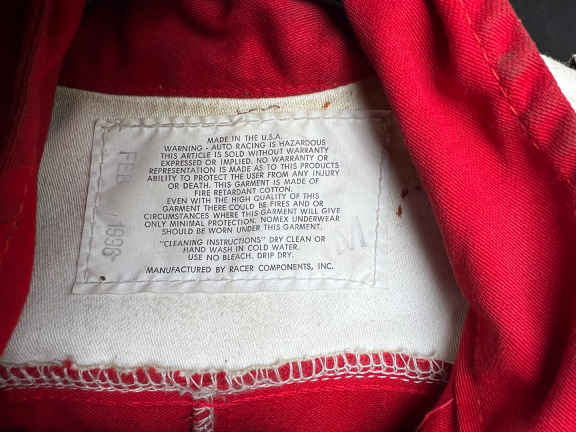 MADE IN THE U.S.A.
WARNING - AUTO RACING IS HAZARDOUS
THIS ARTICLE IS SOLD WITHOUT WARRANTY
EXPRESSED OR IMPLIED. NO WARRANTY OR
REPRESENTATION IS MADE AS TO THIS PRODUCTS
ABILITY TO PROTECT THE USER FROM ANY INJURY
OR DEATH. THIS GARMENT IS MADE OF
FIRE RETARDANT COTTON.
EVEN WITH THE HIGH QUALITY OF THIS
GARMENT THERE COULD BE FIRES AND OR
CIRCUMSTANCES WHERE THIS GARMENT WILL GIVE
ONLY MINIMAL PROTECTION. NOMEX UNDERWEAR
SHOULD BE WORN UNDER THIS GARMENT.
"CLEANING INSTRUCTIONS" DRY CLEAN OR
HAND WASH IN COLD WATER.
USE NO BLEACH. DRIP DRY.
MANUFACTURED BY RACER COMPONENTS, INC.
FEB 1996
M